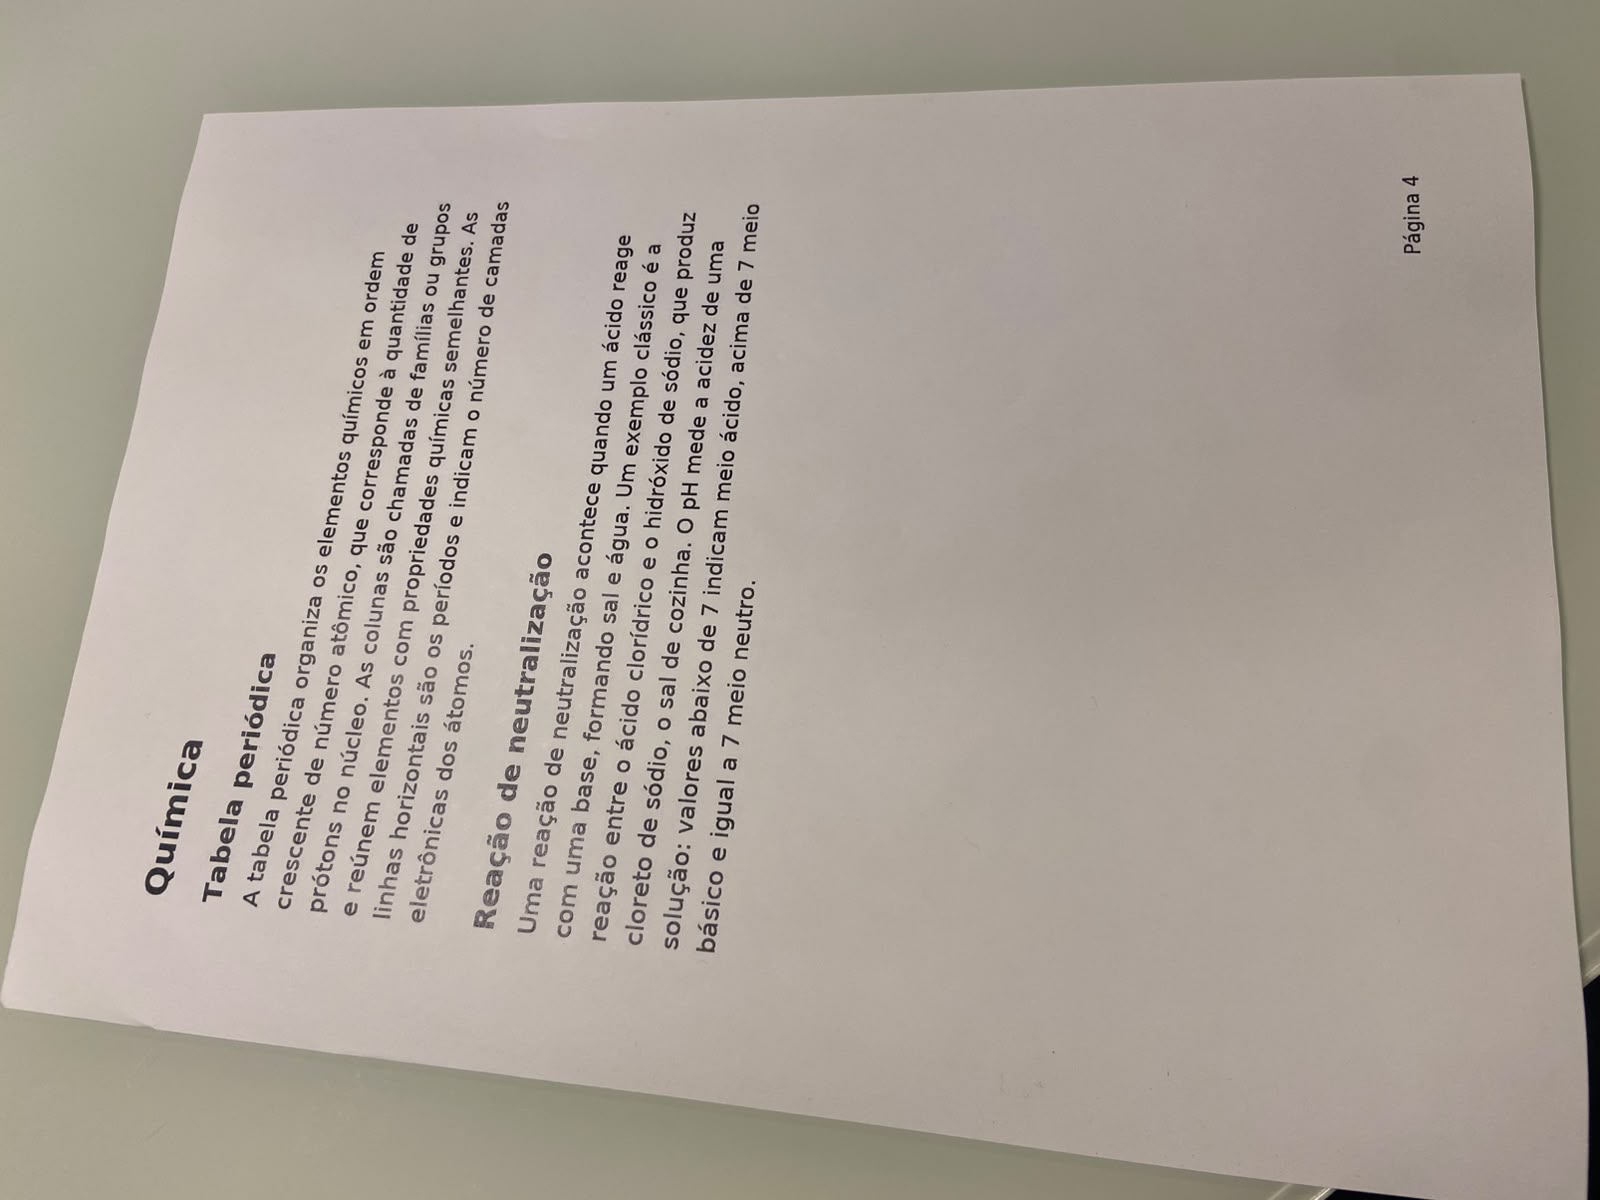 Química
Tabela periódica
A tabela periódica organiza os elementos químicos em ordem
crescente de número atômico, que corresponde à quantidade de
prótons no núcleo. As colunas são chamadas de famílias ou grupos
e reúnem elementos com propriedades químicas semelhantes. As
linhas horizontais são os períodos e indicam o número de camadas
eletrônicas dos átomos.
Reação de neutralização
Uma reação de neutralização acontece quando um ácido reage
com uma base, formando sal e água. Um exemplo clássico é a
reação entre o ácido clorídrico e o hidróxido de sódio, que produz
cloreto de sódio, o sal de cozinha. O pH mede a acidez de uma
solução: valores abaixo de 7 indicam meio ácido, acima de 7 meio
básico e igual a 7 meio neutro.
Página 4